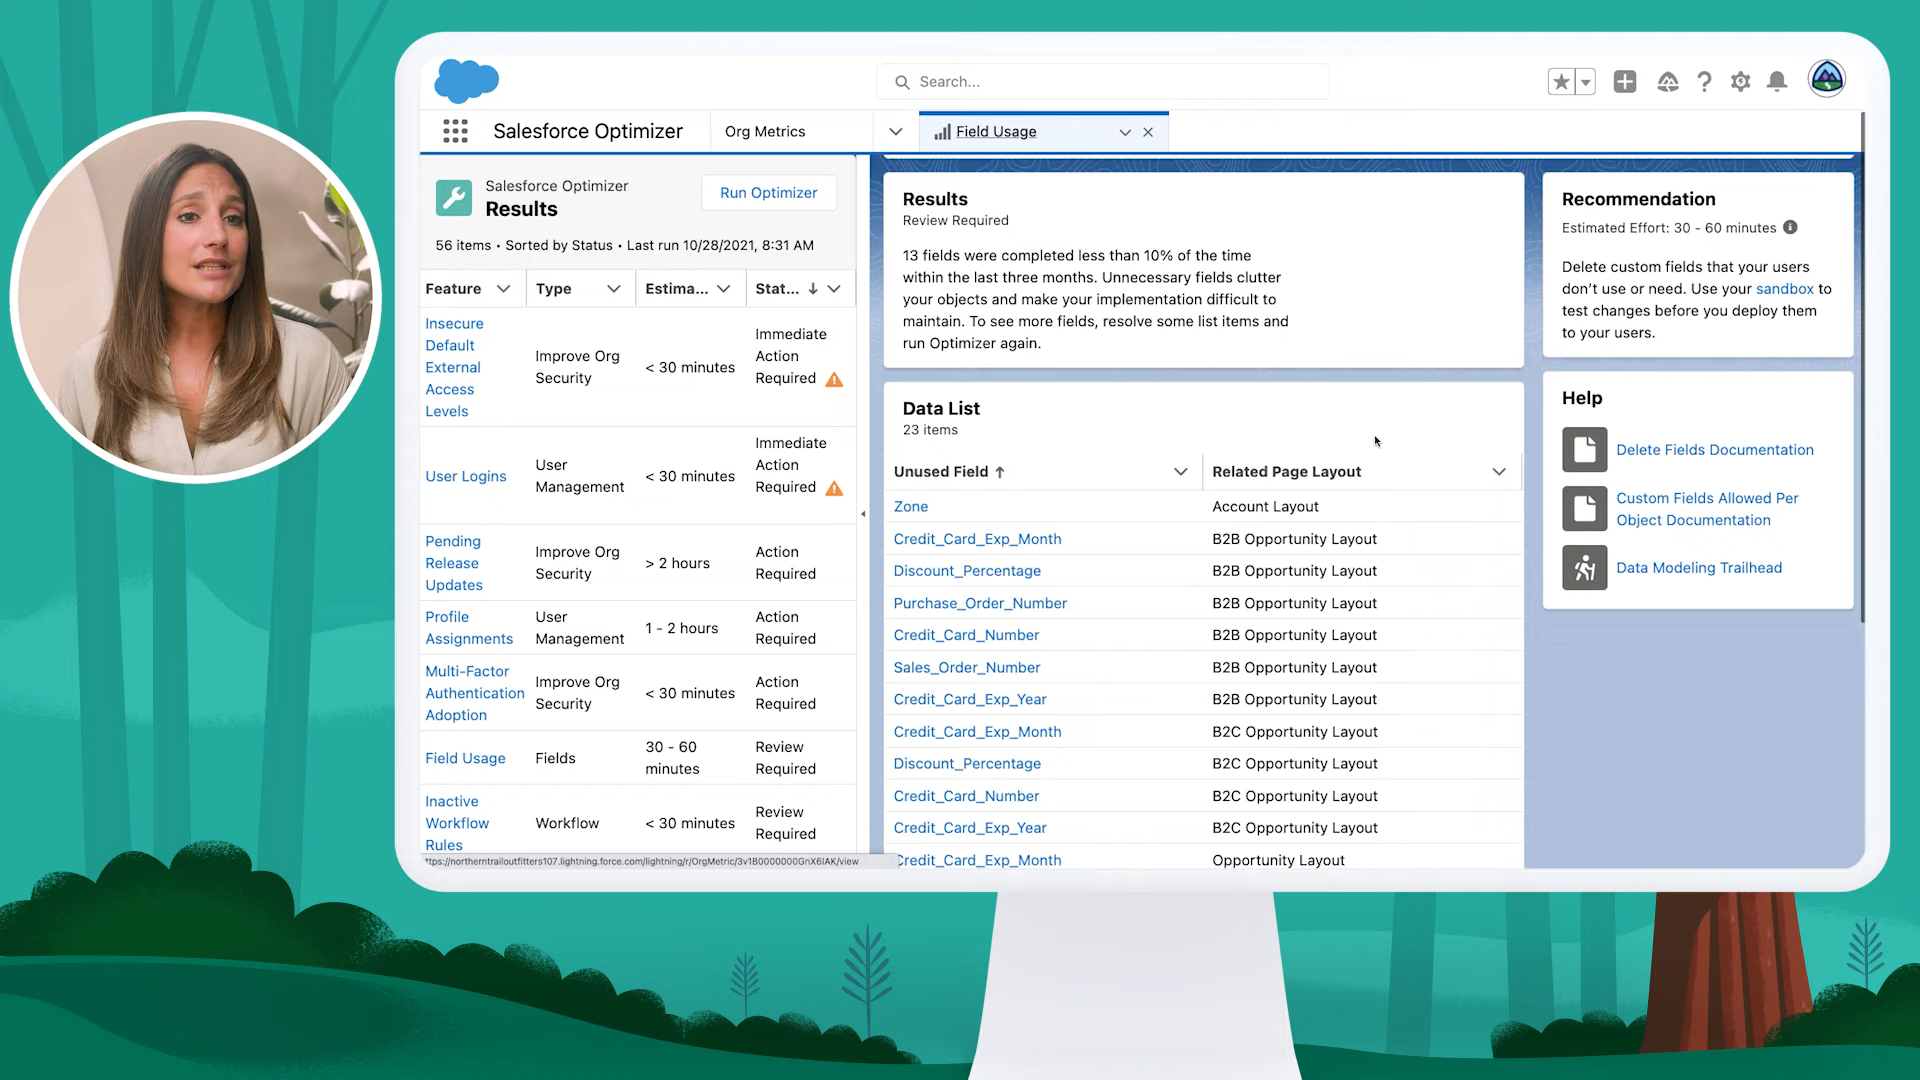 Search...
Salesforce Optimizer
Org Metrics
Field Usage
Salesforce Optimizer
Results
Run Optimizer
56 items • Sorted by Status • Last run 10/28/2021, 8:31 AM
Feature
Type
Estima...
Stat...
Insecure
Default
External
Access
Levels
Improve Org
Security
< 30 minutes
Immediate
Action
Required
User Logins
User
Management
< 30 minutes
Immediate
Action
Required
Pending
Release
Updates
Improve Org
Security
> 2 hours
Action
Required
Profile
Assignments
User
Management
1 - 2 hours
Action
Required
Multi-Factor
Authentication
Adoption
Improve Org
Security
< 30 minutes
Action
Required
Field Usage
Fields
30 - 60
minutes
Review
Required
Inactive
Workflow
Rules
Workflow
< 30 minutes
Review
Required
ttps://northerntrailoutfitters107.lightning.force.com/lightning/r/OrgMetric/3v1B0000000GnX6IAK/view
Results
Review Required
13 fields were completed less than 10% of the time
within the last three months. Unnecessary fields clutter
your objects and make your implementation difficult to
maintain. To see more fields, resolve some list items and
run Optimizer again.
Data List
23 items
Unused Field
Related Page Layout
Zone
Account Layout
Credit_Card_Exp_Month
B2B Opportunity Layout
Discount_Percentage
B2B Opportunity Layout
Purchase_Order_Number
B2B Opportunity Layout
Credit_Card_Number
B2B Opportunity Layout
Sales_Order_Number
B2B Opportunity Layout
Credit_Card_Exp_Year
B2B Opportunity Layout
Credit_Card_Exp_Month
B2C Opportunity Layout
Discount_Percentage
B2C Opportunity Layout
Credit_Card_Number
B2C Opportunity Layout
Credit_Card_Exp_Year
B2C Opportunity Layout
Credit_Card_Exp_Month
Opportunity Layout
Recommendation
Estimated Effort: 30 - 60 minutes
Delete custom fields that your users
don't use or need. Use your sandbox to
test changes before you deploy them
to your users.
Help
Delete Fields Documentation
Custom Fields Allowed Per
Object Documentation
Data Modeling Trailhead